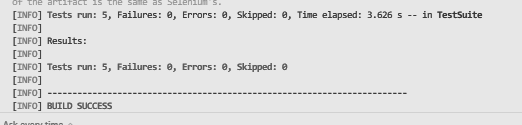 of the artifact is the same as Selenium's.
[INFO] Tests run: 5, Failures: 0, Errors: 0, Skipped: 0, Time elapsed: 3.626 s -- in TestSuite
[INFO]
[INFO] Results:
[INFO]
[INFO] Tests run: 5, Failures: 0, Errors: 0, Skipped: 0
[INFO]
[INFO] ------------------------------------------------------------------------
[INFO] BUILD SUCCESS
Ask every time